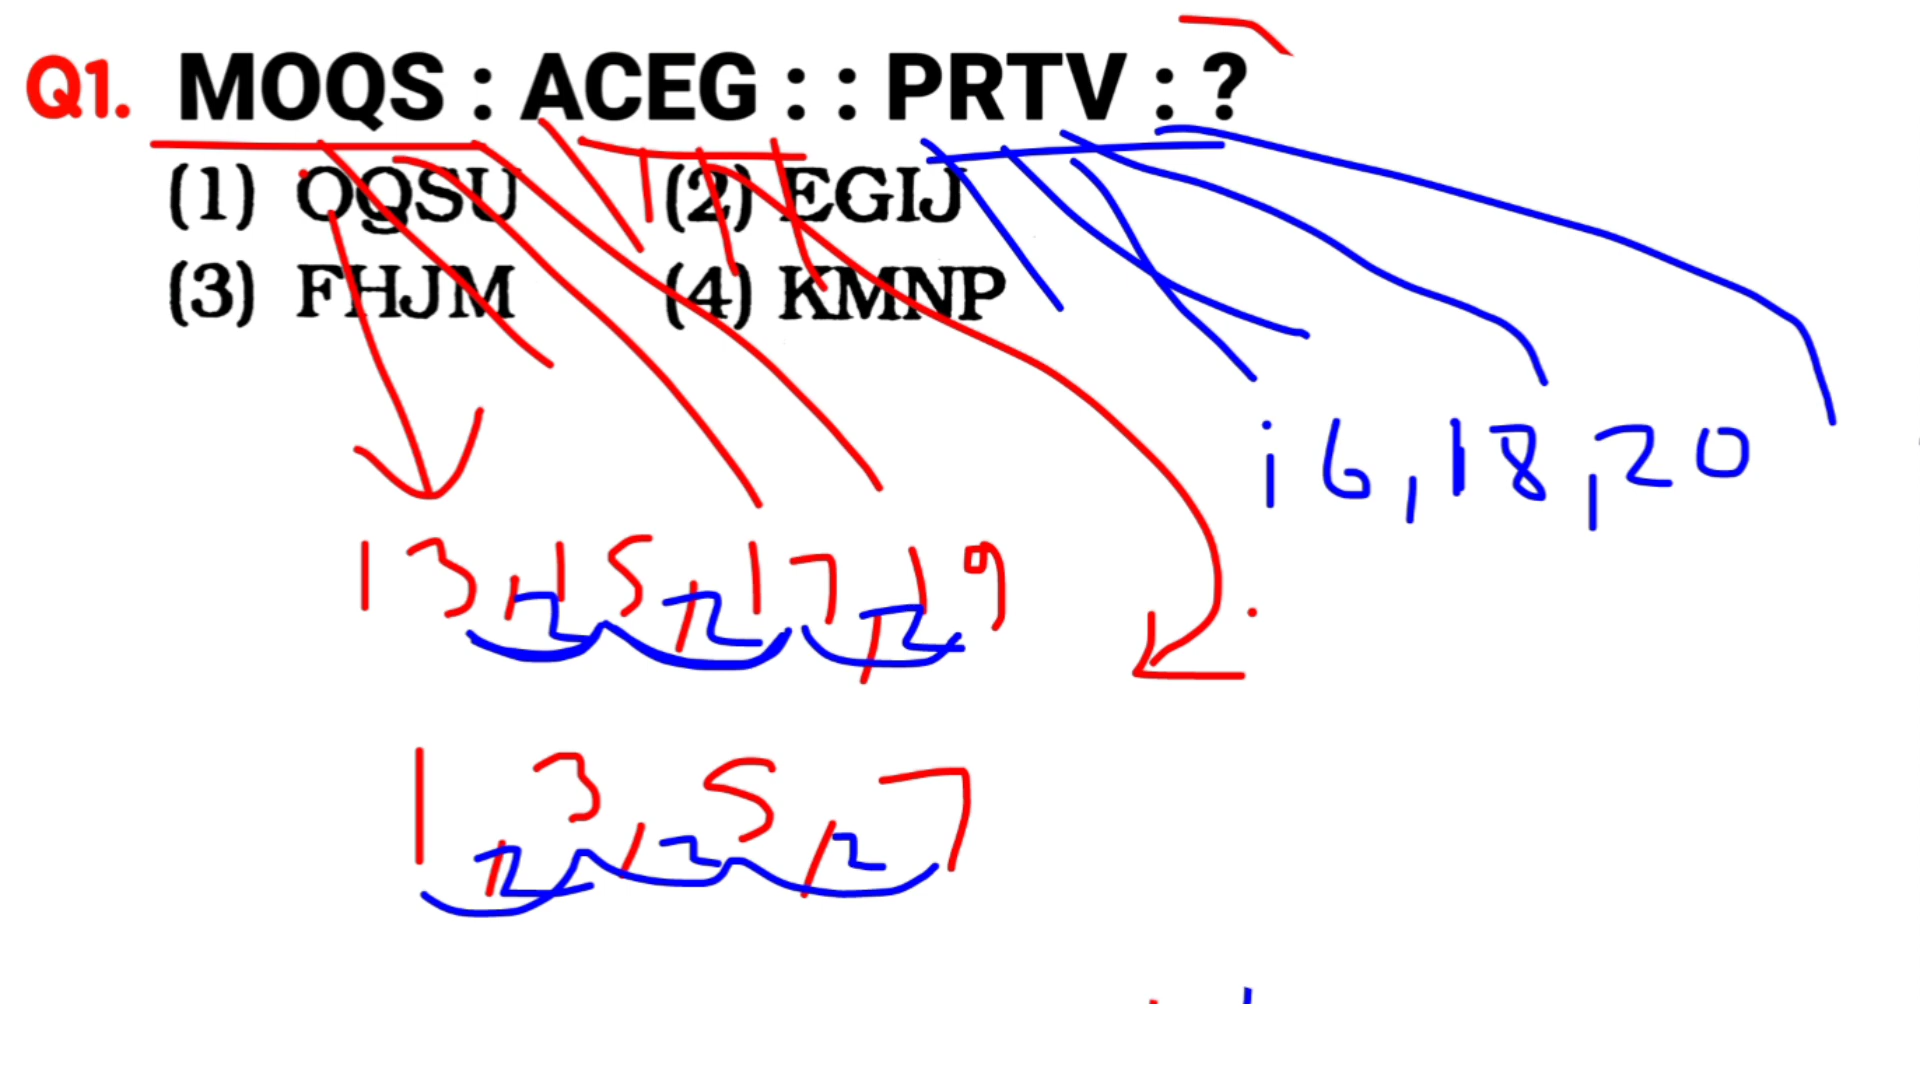 Q1. MOQS : ACEG : : PRTV : ?
(1) OQSU (2) EGIJ
(3) FHJM (4) KMNP
16, 18, 20
13, 15, 17, 19
2 2 2
1, 3, 5, 7
2 2 2